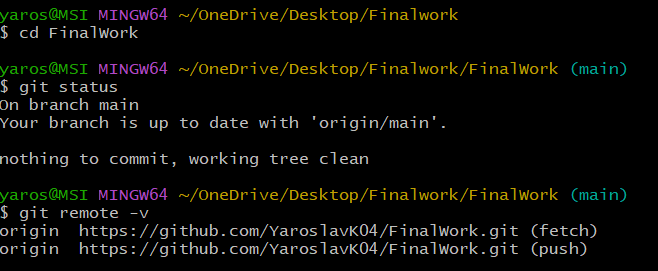 yaros@MSI MINGW64 ~/OneDrive/Desktop/Finalwork
$ cd FinalWork
yaros@MSI MINGW64 ~/OneDrive/Desktop/Finalwork/FinalWork (main)
$ git status
On branch main
Your branch is up to date with 'origin/main'.
nothing to commit, working tree clean
yaros@MSI MINGW64 ~/OneDrive/Desktop/Finalwork/FinalWork (main)
$ git remote -v
origin  https://github.com/YaroslavK04/FinalWork.git (fetch)
origin  https://github.com/YaroslavK04/FinalWork.git (push)